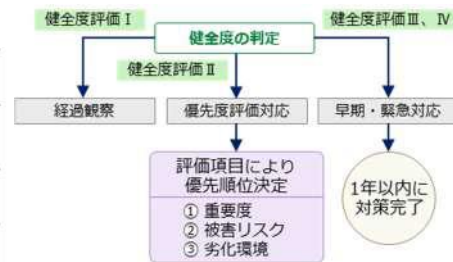 健全度評価Ⅰ
健全度評価Ⅲ、Ⅳ
健全度の判定
健全度評価Ⅱ
経過観察
優先度評価対応
早期・緊急対応
評価項目により
優先順位決定
① 重要度
② 被害リスク
③ 劣化環境
1年以内に
対策完了